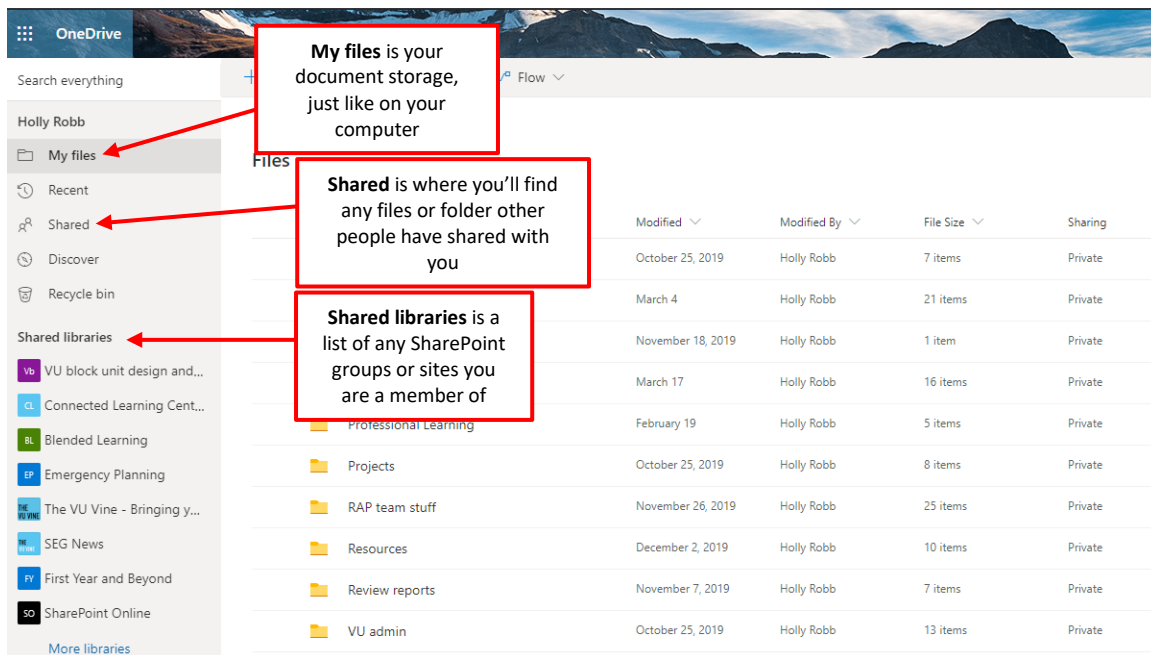 OneDrive
Search everything
Flow
Holly Robb
My files
Recent
Shared
Discover
Recycle bin
Shared libraries
Vb VU block unit design and...
CL Connected Learning Cent...
BL Blended Learning
EP Emergency Planning
THE VU VINE The VU Vine - Bringing y...
SEG News
FY First Year and Beyond
SO SharePoint Online
More libraries
My files is your
document storage,
just like on your
computer
Files
Shared is where you'll find
any files or folder other
people have shared with
you
Shared libraries is a
list of any SharePoint
groups or sites you
are a member of
Modified Modified By File Size Sharing
October 25, 2019 Holly Robb 7 items Private
March 4 Holly Robb 21 items Private
November 18, 2019 Holly Robb 1 item Private
March 17 Holly Robb 16 items Private
Professional Learning February 19 Holly Robb 5 items Private
Projects October 25, 2019 Holly Robb 8 items Private
RAP team stuff November 26, 2019 Holly Robb 25 items Private
Resources December 2, 2019 Holly Robb 10 items Private
Review reports November 7, 2019 Holly Robb 7 items Private
VU admin October 25, 2019 Holly Robb 13 items Private